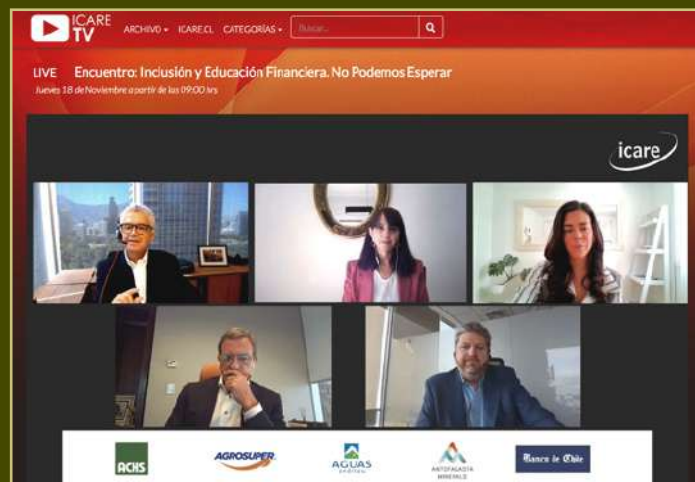 ICARE
TV
ARCHIVO ICARE.CL CATEGORÍAS Buscar...
LIVE Encuentro: Inclusión y Educación Financiera. No Podemos Esperar
Jueves 18 de Noviembre a partir de las 09:00 hrs
icare
ACHS AGROSUPER AGUAS ANTOFAGASTA Banco de Chile
andinas MINERALS